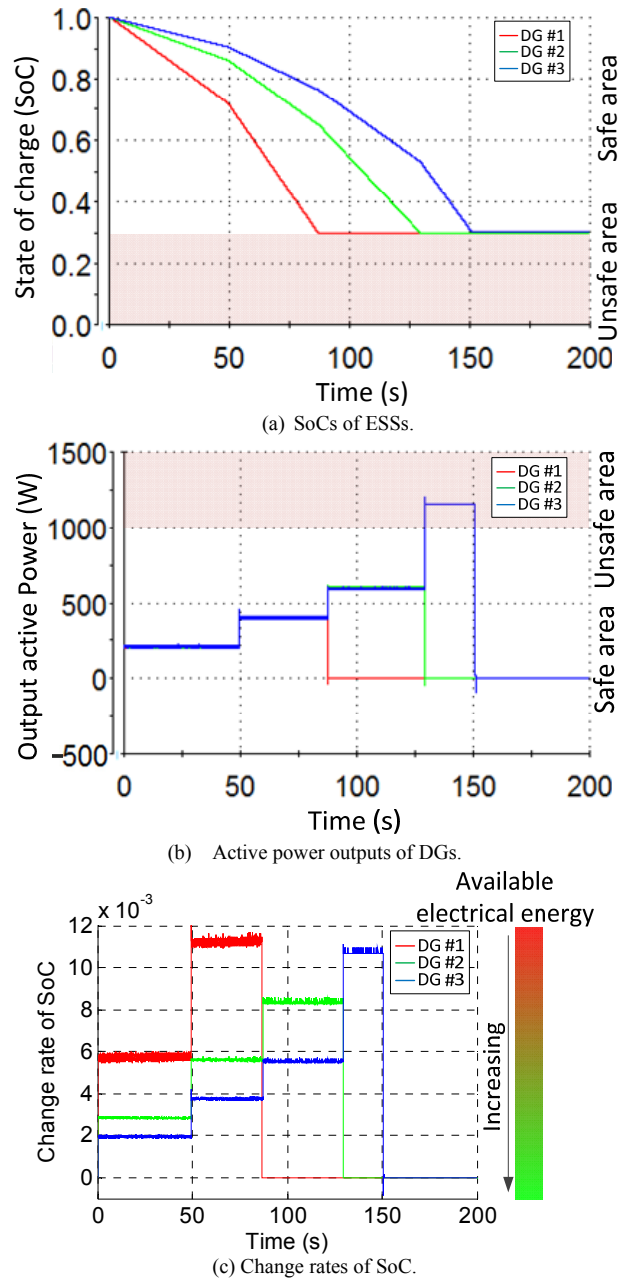 State of charge (SoC)
1.0
0.8
0.6
0.4
0.2
0.0
DG #1
DG #2
DG #3
Safe area
Unsafe area
0 50 100 150 200
Time (s)
(a) SoCs of ESSs.
Output active Power (W)
1500
1000
500
0
−500
DG #1
DG #2
DG #3
Unsafe area
Safe area
0 50 100 150 200
Time (s)
(b) Active power outputs of DGs.
x 10⁻³
Available
electrical energy
Change rate of SoC
12
10
8
6
4
2
0
DG #1
DG #2
DG #3
Increasing
0 50 100 150 200
Time (s)
(c) Change rates of SoC.